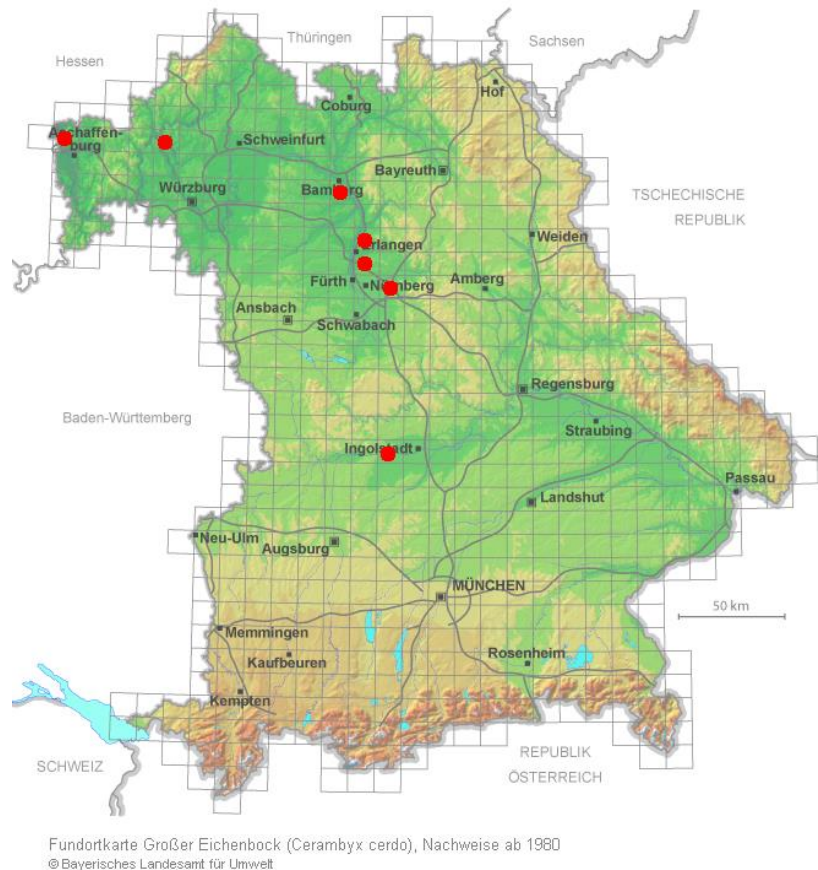 Thüringen
Sachsen
Hessen
Hof
Coburg
Aschaffen-
burg
Schweinfurt
Bayreuth
Bamberg
Würzburg
TSCHECHISCHE
REPUBLIK
Weiden
Erlangen
Fürth
Nürnberg
Amberg
Ansbach
Schwabach
Regensburg
Baden-Württemberg
Straubing
Ingolstadt
Passau
Landshut
Neu-Ulm
Augsburg
MÜNCHEN
50 km
Memmingen
Kaufbeuren
Rosenheim
Kempten
SCHWEIZ
REPUBLIK
ÖSTERREICH
Fundortkarte Großer Eichenbock (Cerambyx cerdo), Nachweise ab 1980
© Bayerisches Landesamt für Umwelt